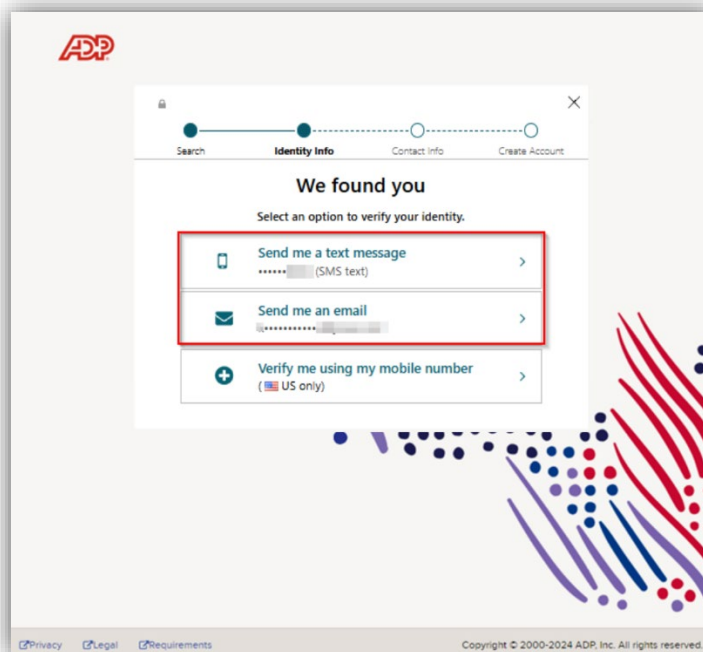 ADP
Search
Identity Info
Contact Info
Create Account
We found you
Select an option to verify your identity.
Send me a text message
(SMS text)
Send me an email
Verify me using my mobile number
( US only)
Privacy Legal Requirements
Copyright © 2000-2024 ADP, Inc. All rights reserved.